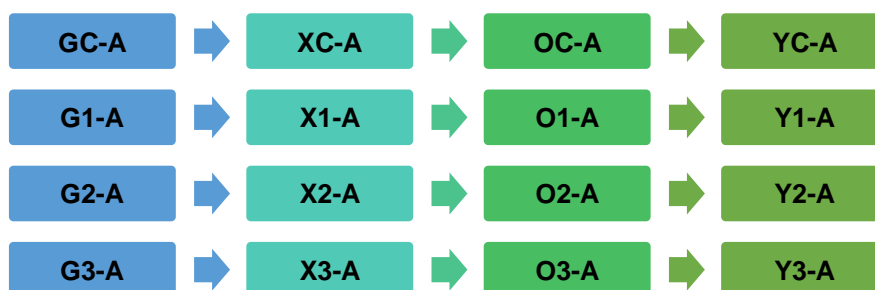 GC-A XC-A OC-A YC-A
G1-A X1-A O1-A Y1-A
G2-A X2-A O2-A Y2-A
G3-A X3-A O3-A Y3-A